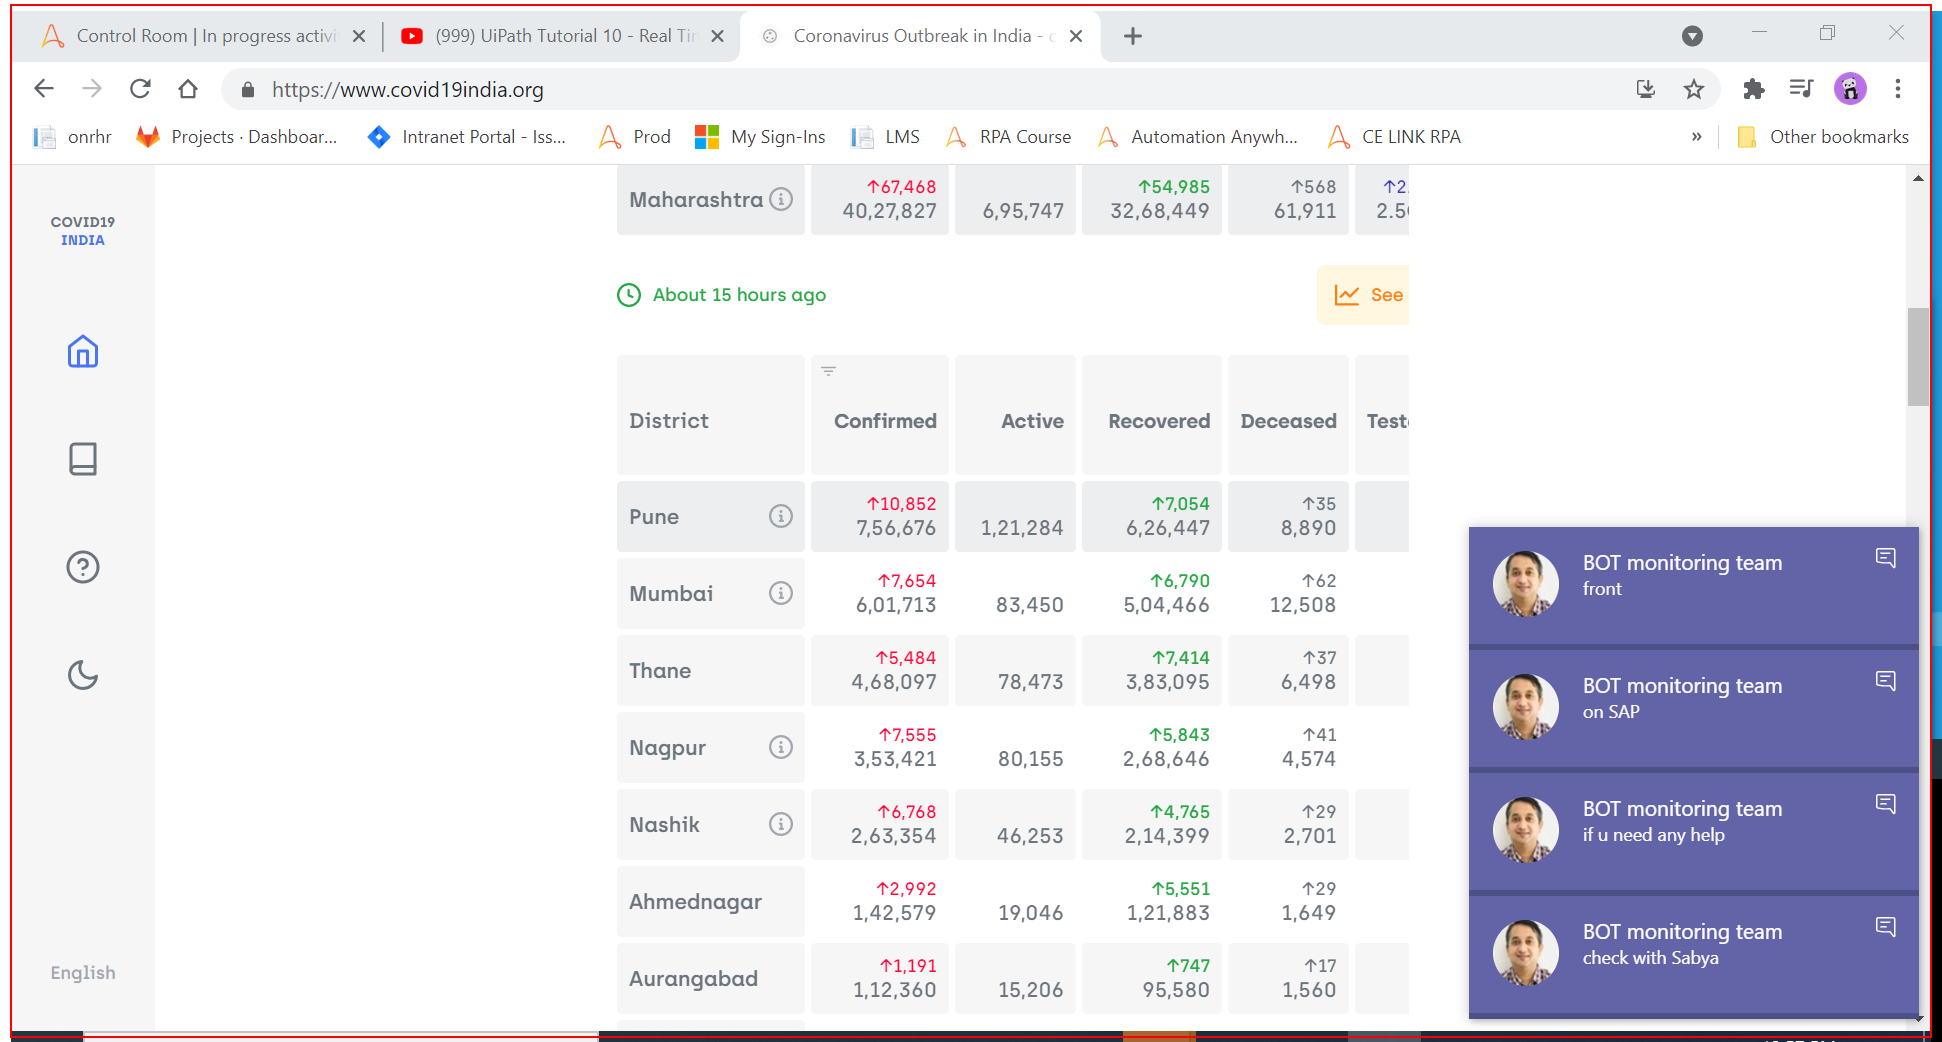 Control Room | In progress activi
(999) UiPath Tutorial 10 - Real Tir
Coronavirus Outbreak in India - c
https://www.covid19india.org
onrhr
Projects · Dashboar...
Intranet Portal - Iss...
Prod
My Sign-Ins
LMS
RPA Course
Automation Anywh...
CE LINK RPA
»
Other bookmarks
COVID19
INDIA
English
Maharashtra ↑67,468 40,27,827 6,95,747 ↑54,985 32,68,449 ↑568 61,911 ↑2. 2.5
About 15 hours ago
See
District Confirmed Active Recovered Deceased Test
Pune ↑10,852 7,56,676 1,21,284 ↑7,054 6,26,447 ↑35 8,890
Mumbai ↑7,654 6,01,713 83,450 ↑6,790 5,04,466 ↑62 12,508
Thane ↑5,484 4,68,097 78,473 ↑7,414 3,83,095 ↑37 6,498
Nagpur ↑7,555 3,53,421 80,155 ↑5,843 2,68,646 ↑41 4,574
Nashik ↑6,768 2,63,354 46,253 ↑4,765 2,14,399 ↑29 2,701
Ahmednagar ↑2,992 1,42,579 19,046 ↑5,551 1,21,883 ↑29 1,649
Aurangabad ↑1,191 1,12,360 15,206 ↑747 95,580 ↑17 1,560
BOT monitoring team
front
BOT monitoring team
on SAP
BOT monitoring team
if u need any help
BOT monitoring team
check with Sabya